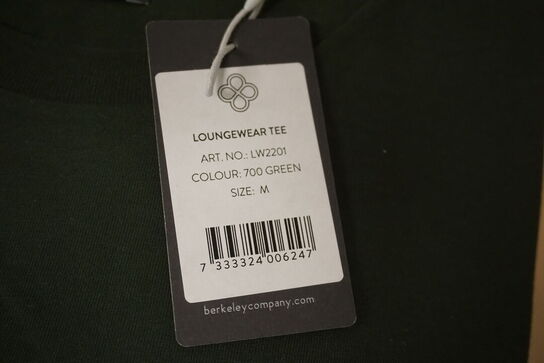 LOUNGEWEAR TEE
ART. NO.: LW2201
COLOUR: 700 GREEN
SIZE: M
7 333324 006247
berkeleycompany.com